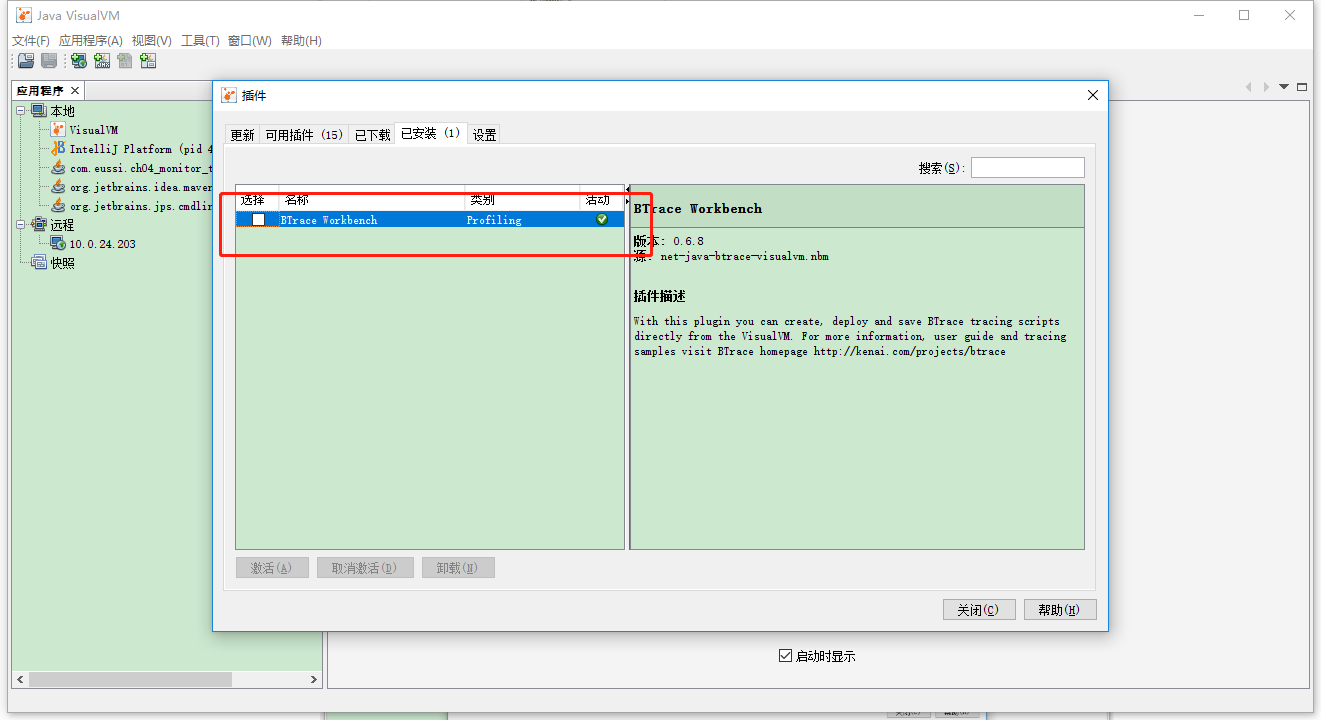 Java VisualVM
文件(F) 应用程序(A) 视图(V) 工具(T) 窗口(W) 帮助(H)
应用程序
本地
VisualVM
IntelliJ Platform (pid 4
com.eussi.ch04_monitor_t
org.jetbrains.idea.maver
org.jetbrains.jps.cmdlir
远程
10.0.24.203
快照
插件
更新 可用插件 (15) 已下载 已安装 (1) 设置
搜索(S):
选择 名称 类别 活动
BTrace Workbench Profiling
BTrace Workbench
版本: 0.6.8
源: net-java-btrace-visualvm.nbm
插件描述
With this plugin you can create, deploy and save BTrace tracing scripts
directly from the VisualVM. For more information, user guide and tracing
samples visit BTrace homepage http://kenai.com/projects/btrace
激活(A) 取消激活(D) 卸载(U)
关闭(C) 帮助(H)
启动时显示